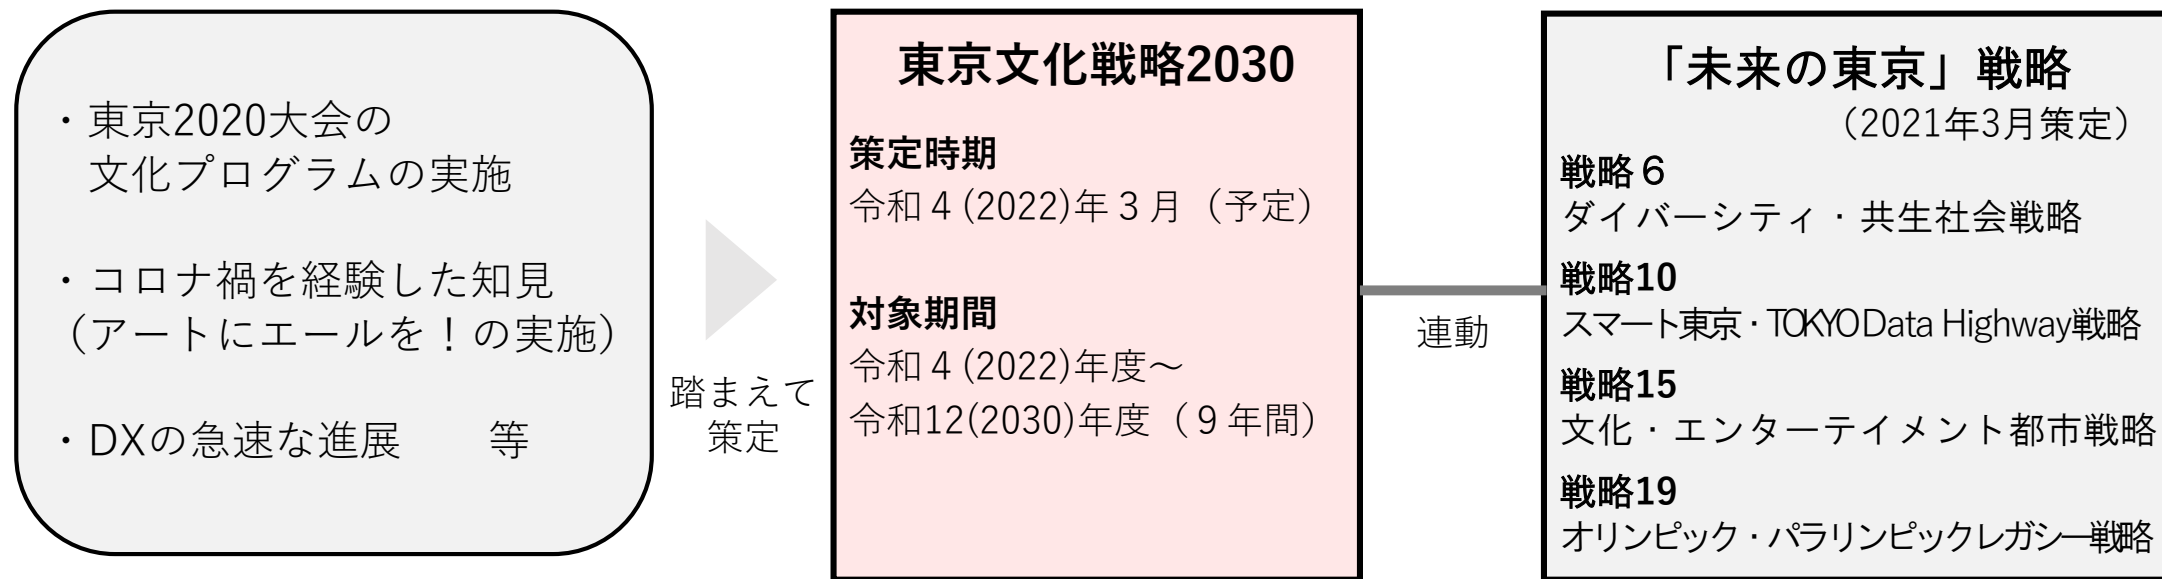 ・東京2020大会の
文化プログラムの実施
・コロナ禍を経験した知見
（アートにエールを！の実施）
・DXの急速な進展　　等
踏まえて
策定
東京文化戦略2030
策定時期
令和４(2022)年３月（予定）
対象期間
令和４(2022)年度～
令和12(2030)年度（９年間）
連動
「未来の東京」戦略
（2021年3月策定）
戦略６
ダイバーシティ・共生社会戦略
戦略10
スマート東京・TOKYO Data Highway戦略
戦略15
文化・エンターテイメント都市戦略
戦略19
オリンピック・パラリンピックレガシー戦略